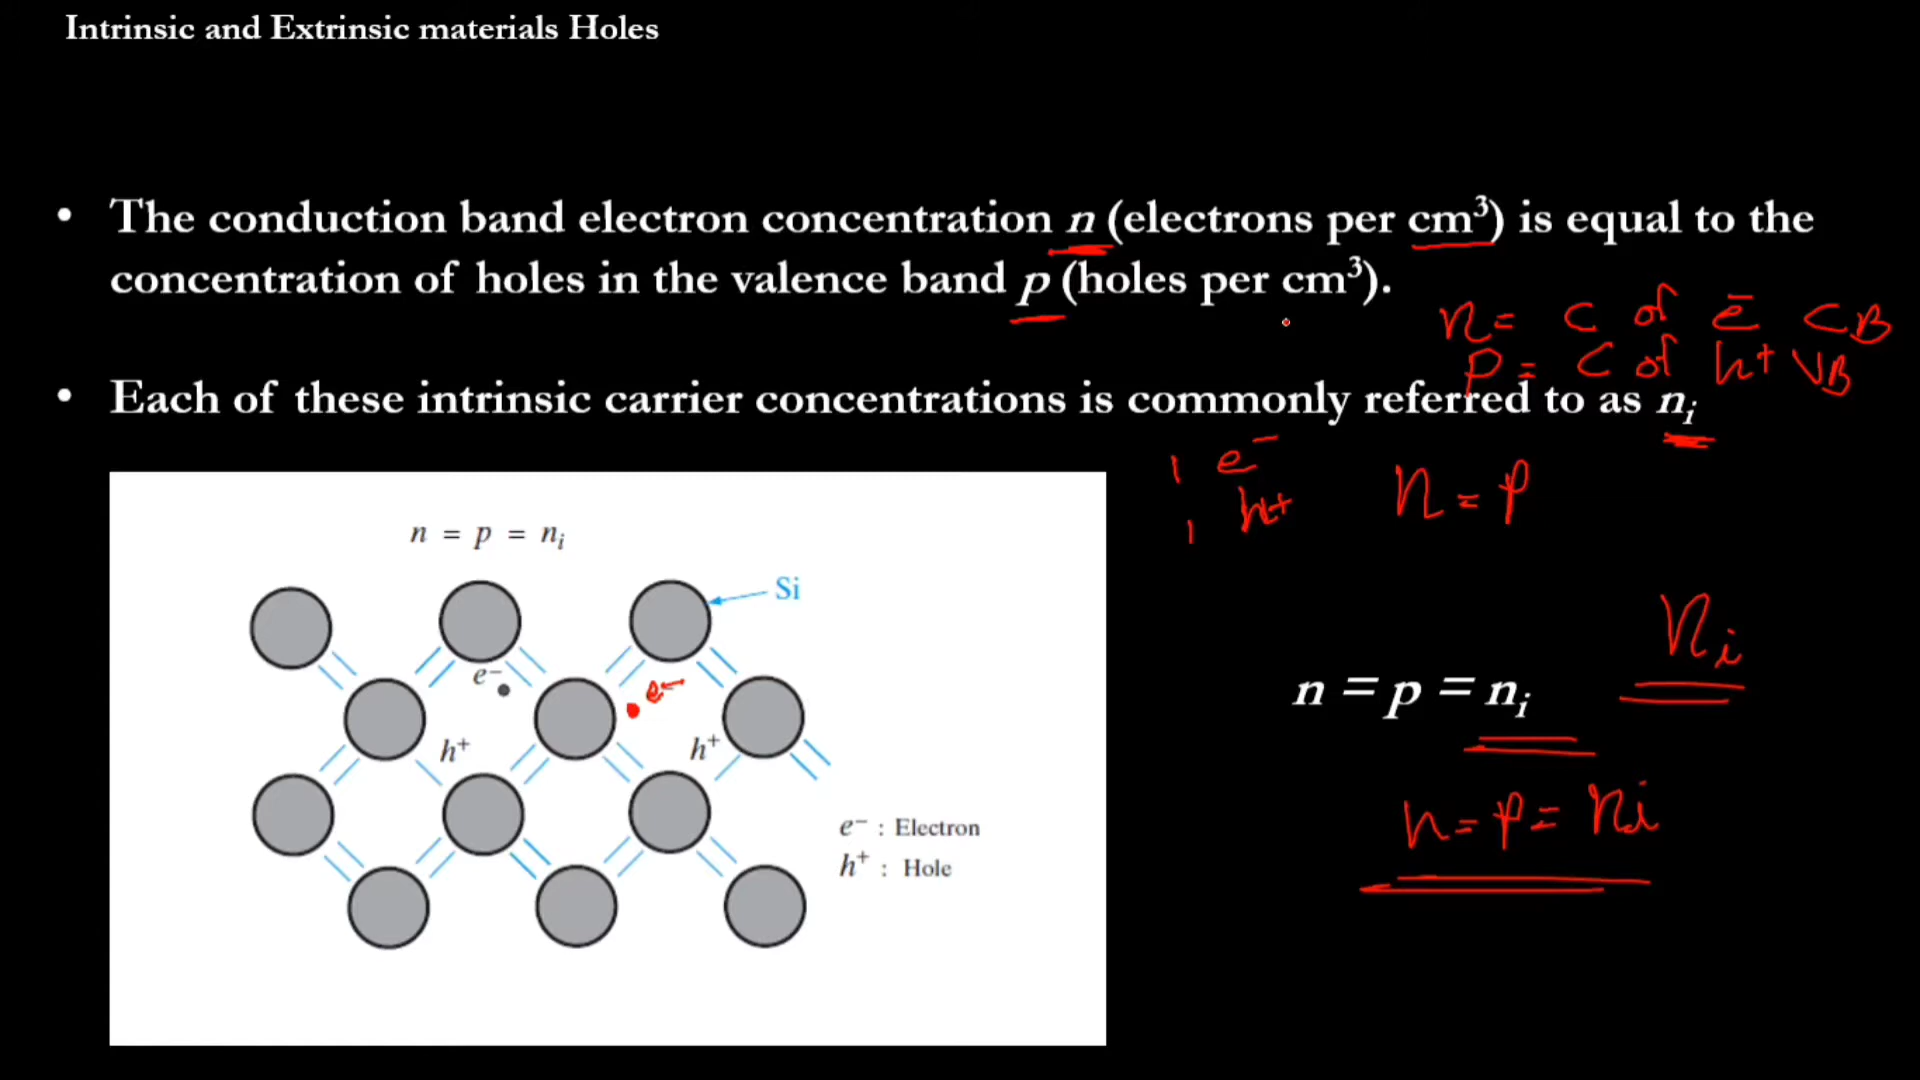 Intrinsic and Extrinsic materials Holes
• The conduction band electron concentration n (electrons per cm³) is equal to the
concentration of holes in the valence band p (holes per cm³).
n = C of e⁻ CB
p = C of h⁺ VB
• Each of these intrinsic carrier concentrations is commonly referred to as nᵢ
1 e⁻
1 h⁺
n = p
n = p = nᵢ
Si
e⁻
e⁻
h⁺
h⁺
e⁻ : Electron
h⁺ : Hole
nᵢ
n = p = nᵢ
n = p = ni